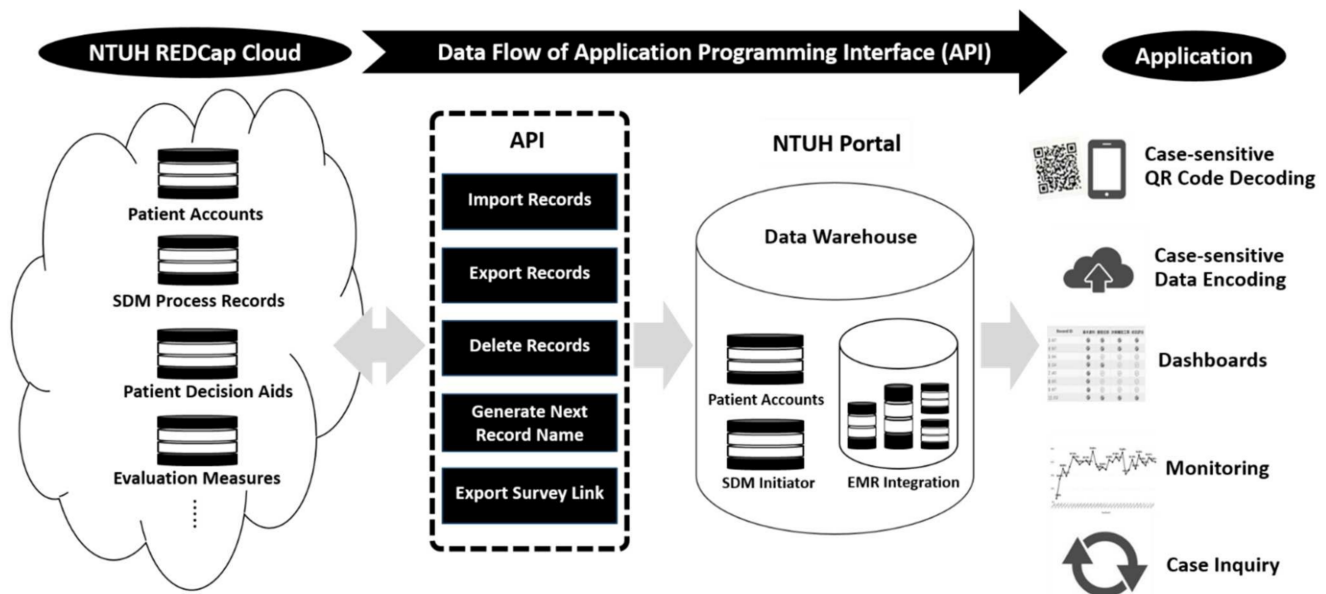 NTUH REDCap Cloud
Data Flow of Application Programming Interface (API)
Application
Patient Accounts
SDM Process Records
Patient Decision Aids
Evaluation Measures
API
Import Records
Export Records
Delete Records
Generate Next
Record Name
Export Survey Link
NTUH Portal
Data Warehouse
Patient Accounts
SDM Initiator
EMR Integration
Case-sensitive
QR Code Decoding
Case-sensitive
Data Encoding
Dashboards
Monitoring
Case Inquiry